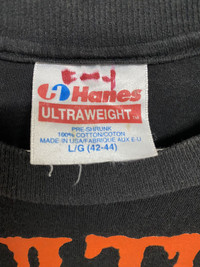 Hanes
ULTRAWEIGHT
PRE-SHRUNK
100% COTTON/COTON
MADE IN USA/FABRIQUE AUX E-U
L/G (42-44)